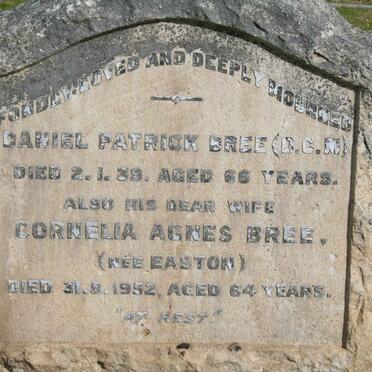 FONDLY LOVED AND DEEPLY MOURNED
DANIEL PATRICK BREE (D.C.M)
DIED 2.1.39. AGED 66 YEARS.
ALSO HIS DEAR WIFE
CORNELIA AGNES BREE,
(NEE EASTON)
DIED 31.8.1952, AGED 64 YEARS.
"AT REST"